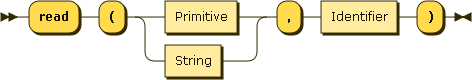 read ( Primitive , Identifier )
String